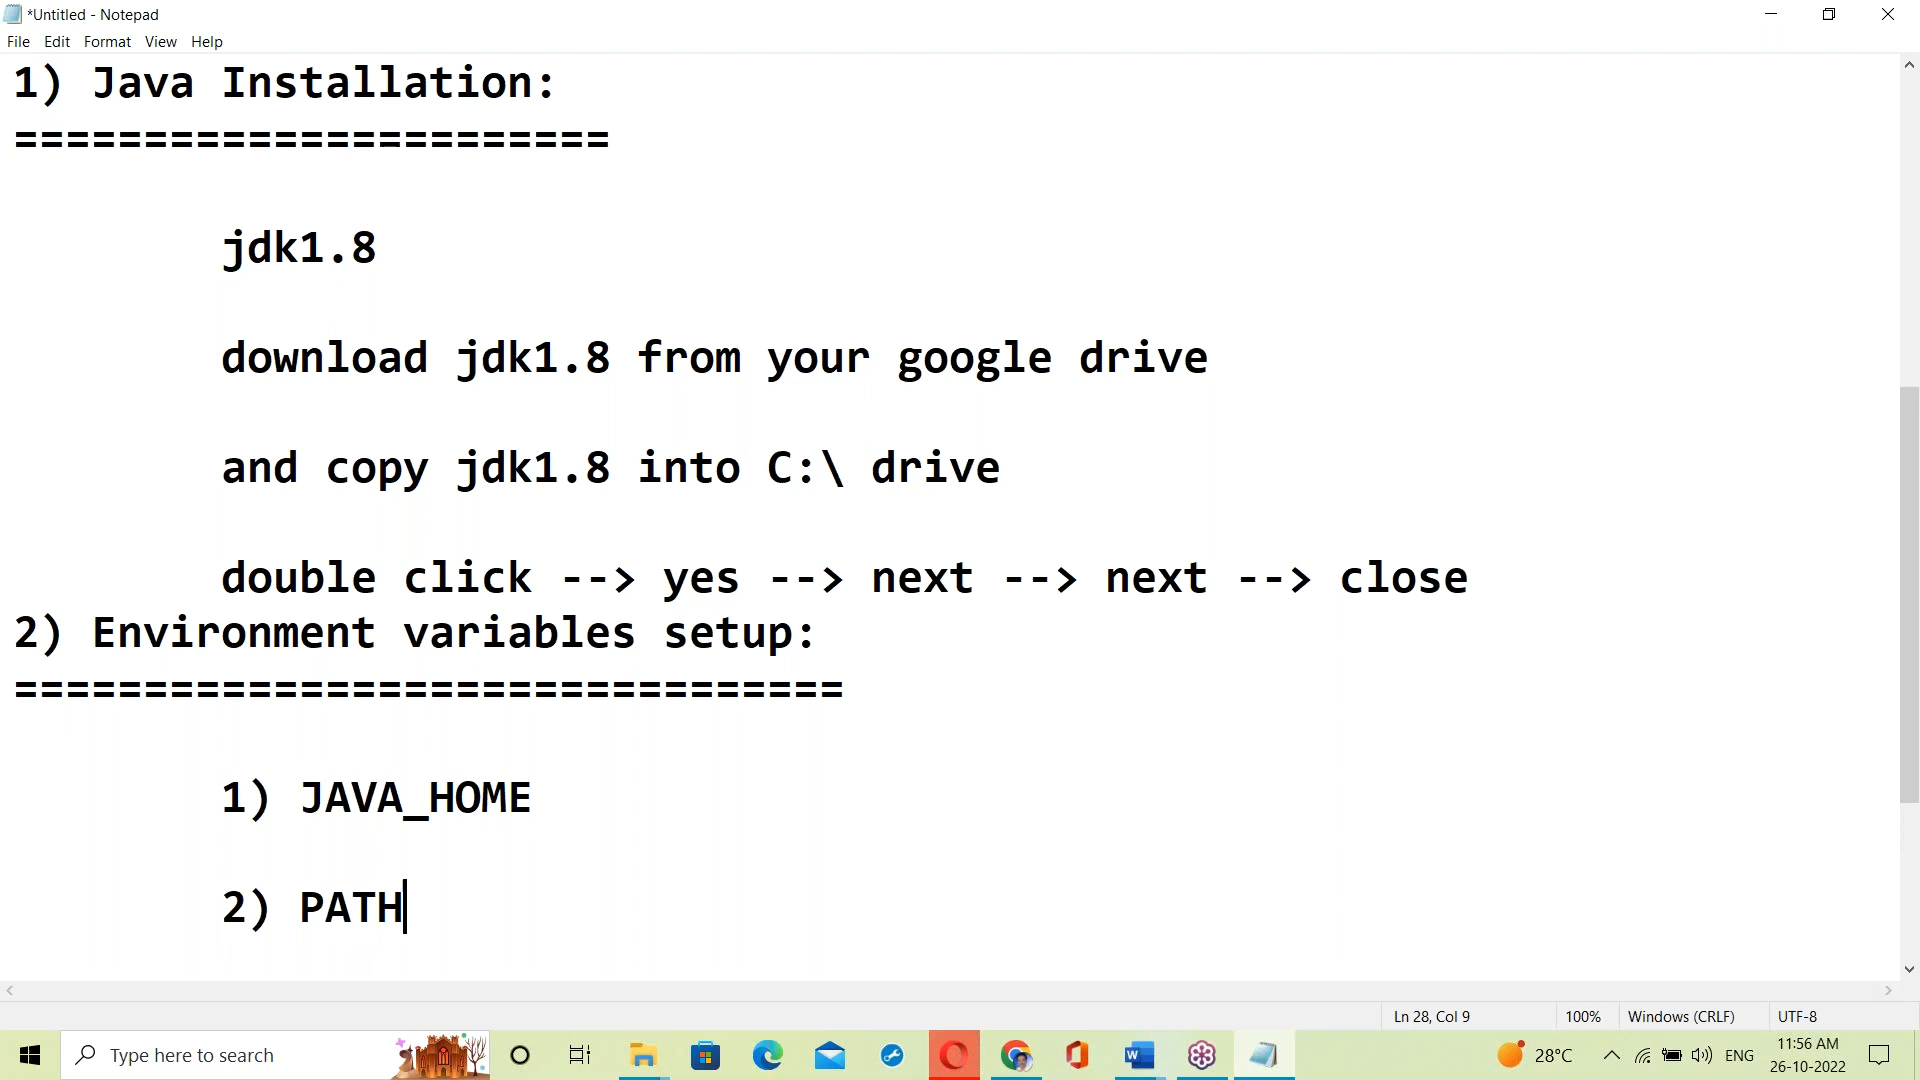 *Untitled - Notepad
File Edit Format View Help
1) Java Installation:
=======================
jdk1.8
download jdk1.8 from your google drive
and copy jdk1.8 into C:\ drive
double click --> yes --> next --> next --> close
2) Environment variables setup:
================================
1) JAVA_HOME
2) PATH
Ln 28, Col 9 100% Windows (CRLF) UTF-8
Type here to search 28°C ENG 11:56 AM
26-10-2022